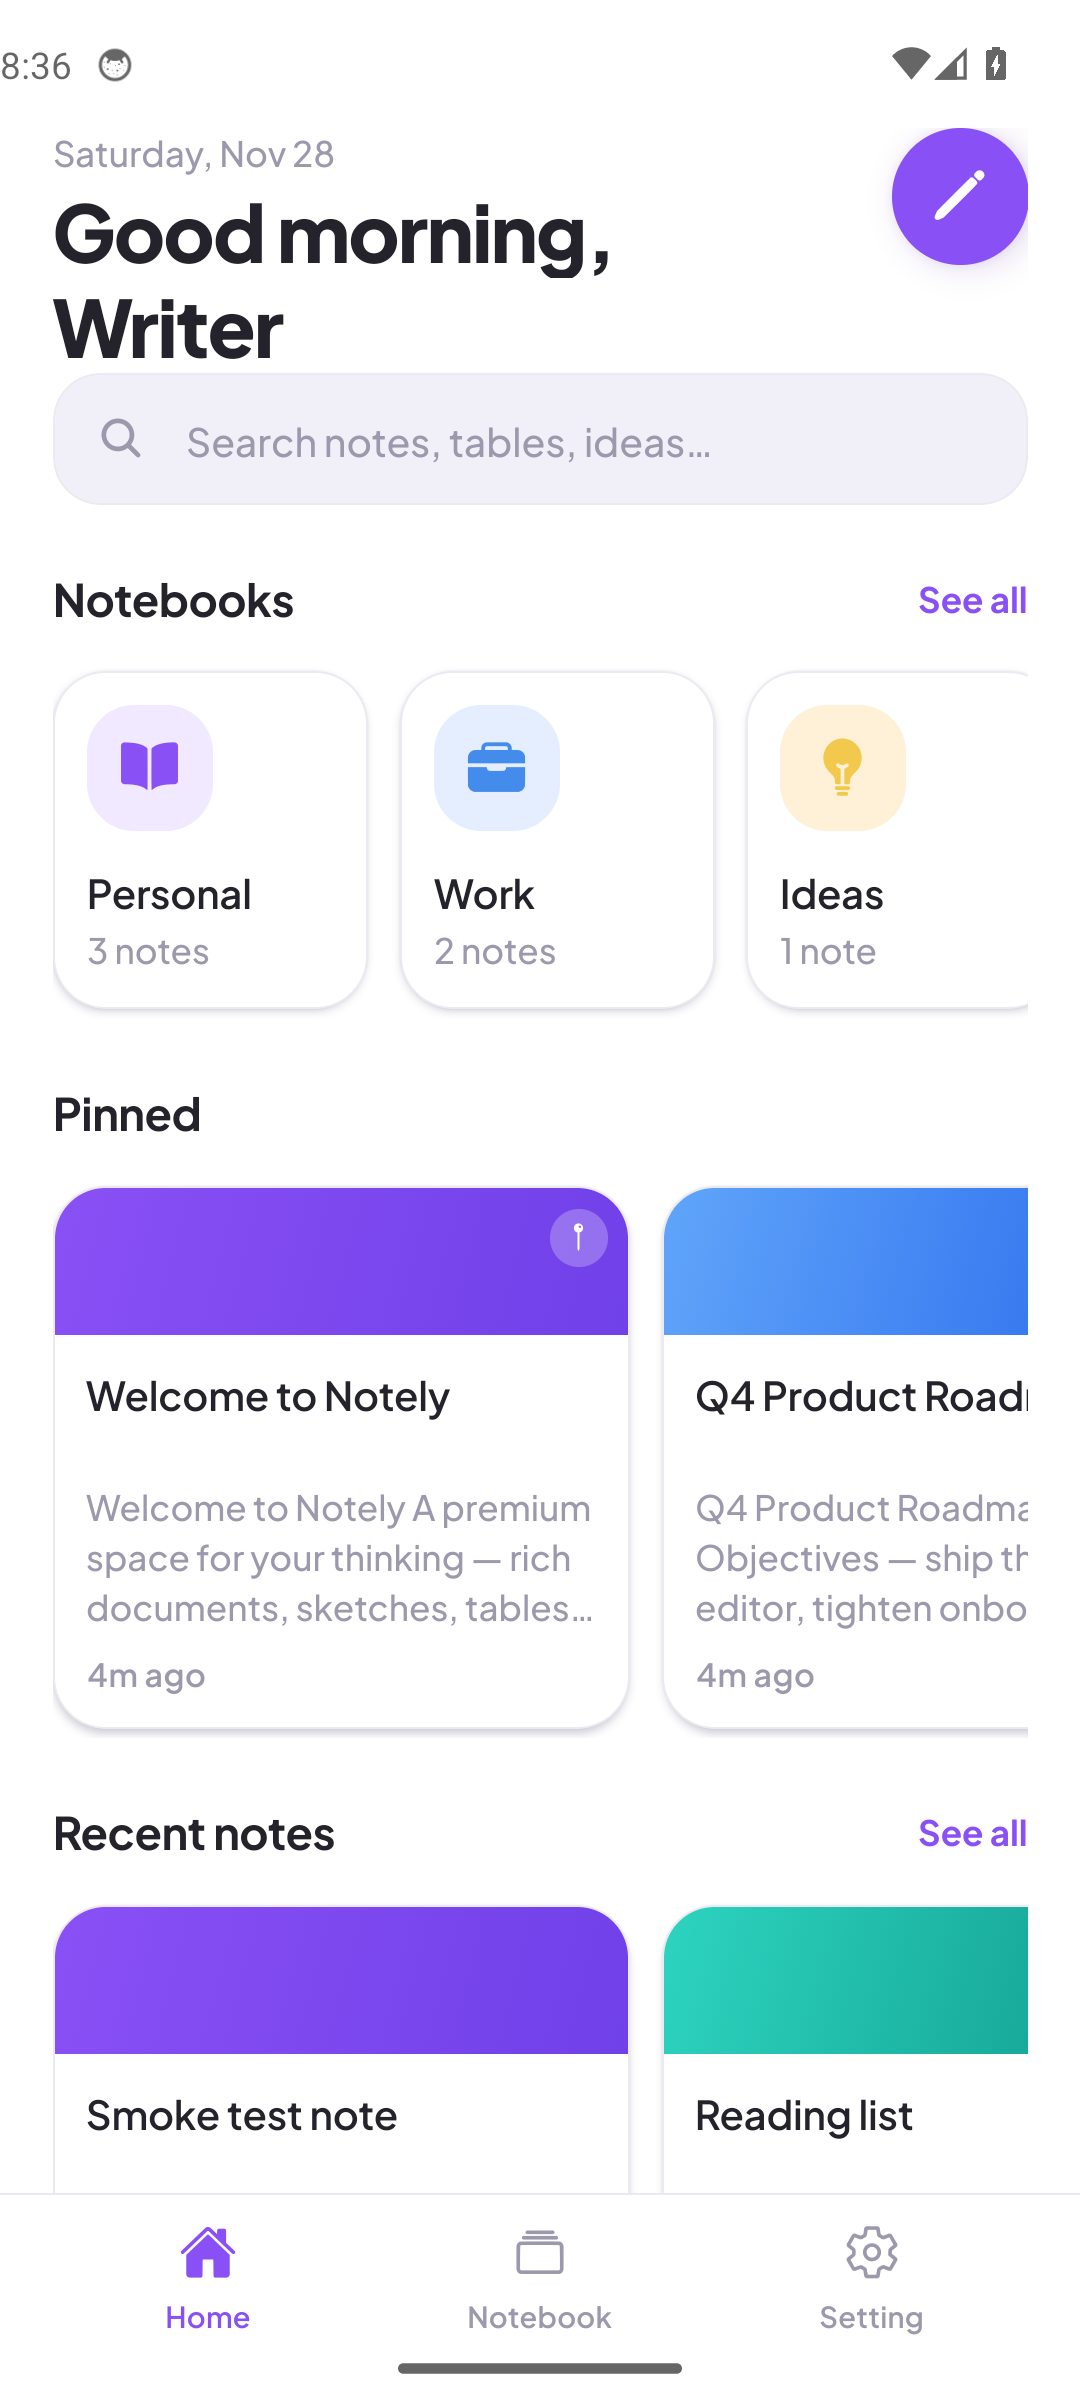 8:36
Saturday, Nov 28
Good morning,
Writer
Search notes, tables, ideas…
Notebooks
See all
Personal
3 notes
Work
2 notes
Ideas
1 note
Pinned
Welcome to Notely
Welcome to Notely A premium
space for your thinking — rich
documents, sketches, tables…
4m ago
Q4 Product Road
Q4 Product Roadma
Objectives — ship th
editor, tighten onbo
4m ago
Recent notes
See all
Smoke test note
Reading list
Home
Notebook
Setting